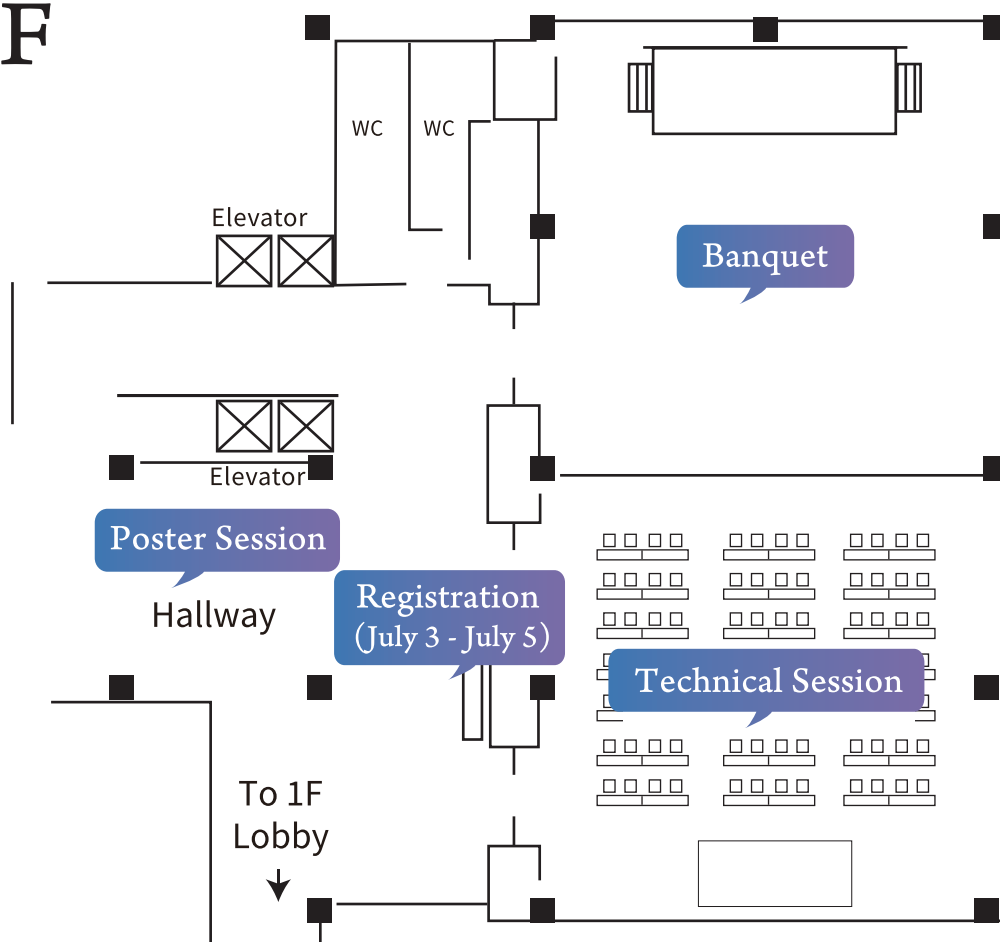 F
WC
WC
Elevator
Banquet
Elevator
Poster Session
Hallway
Registration
(July 3 - July 5)
Technical Session
To 1F
Lobby